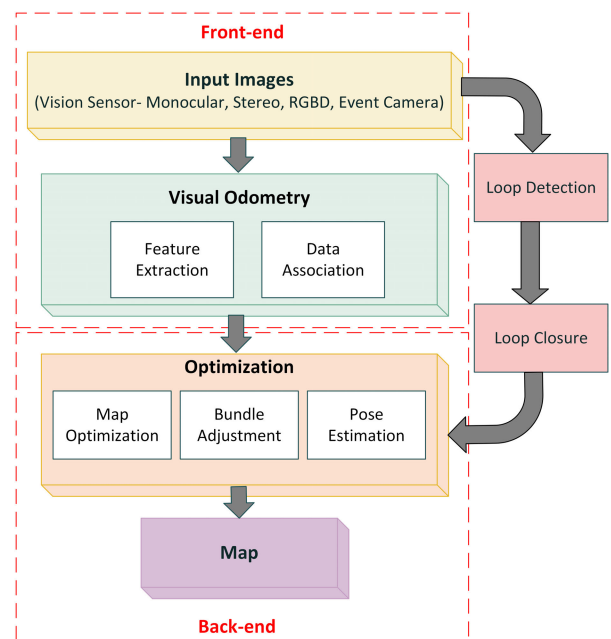 Front-end
Input Images
(Vision Sensor- Monocular, Stereo, RGBD, Event Camera)
Loop Detection
Visual Odometry
Feature
Extraction
Data
Association
Loop Closure
Optimization
Map
Optimization
Bundle
Adjustment
Pose
Estimation
Map
Back-end